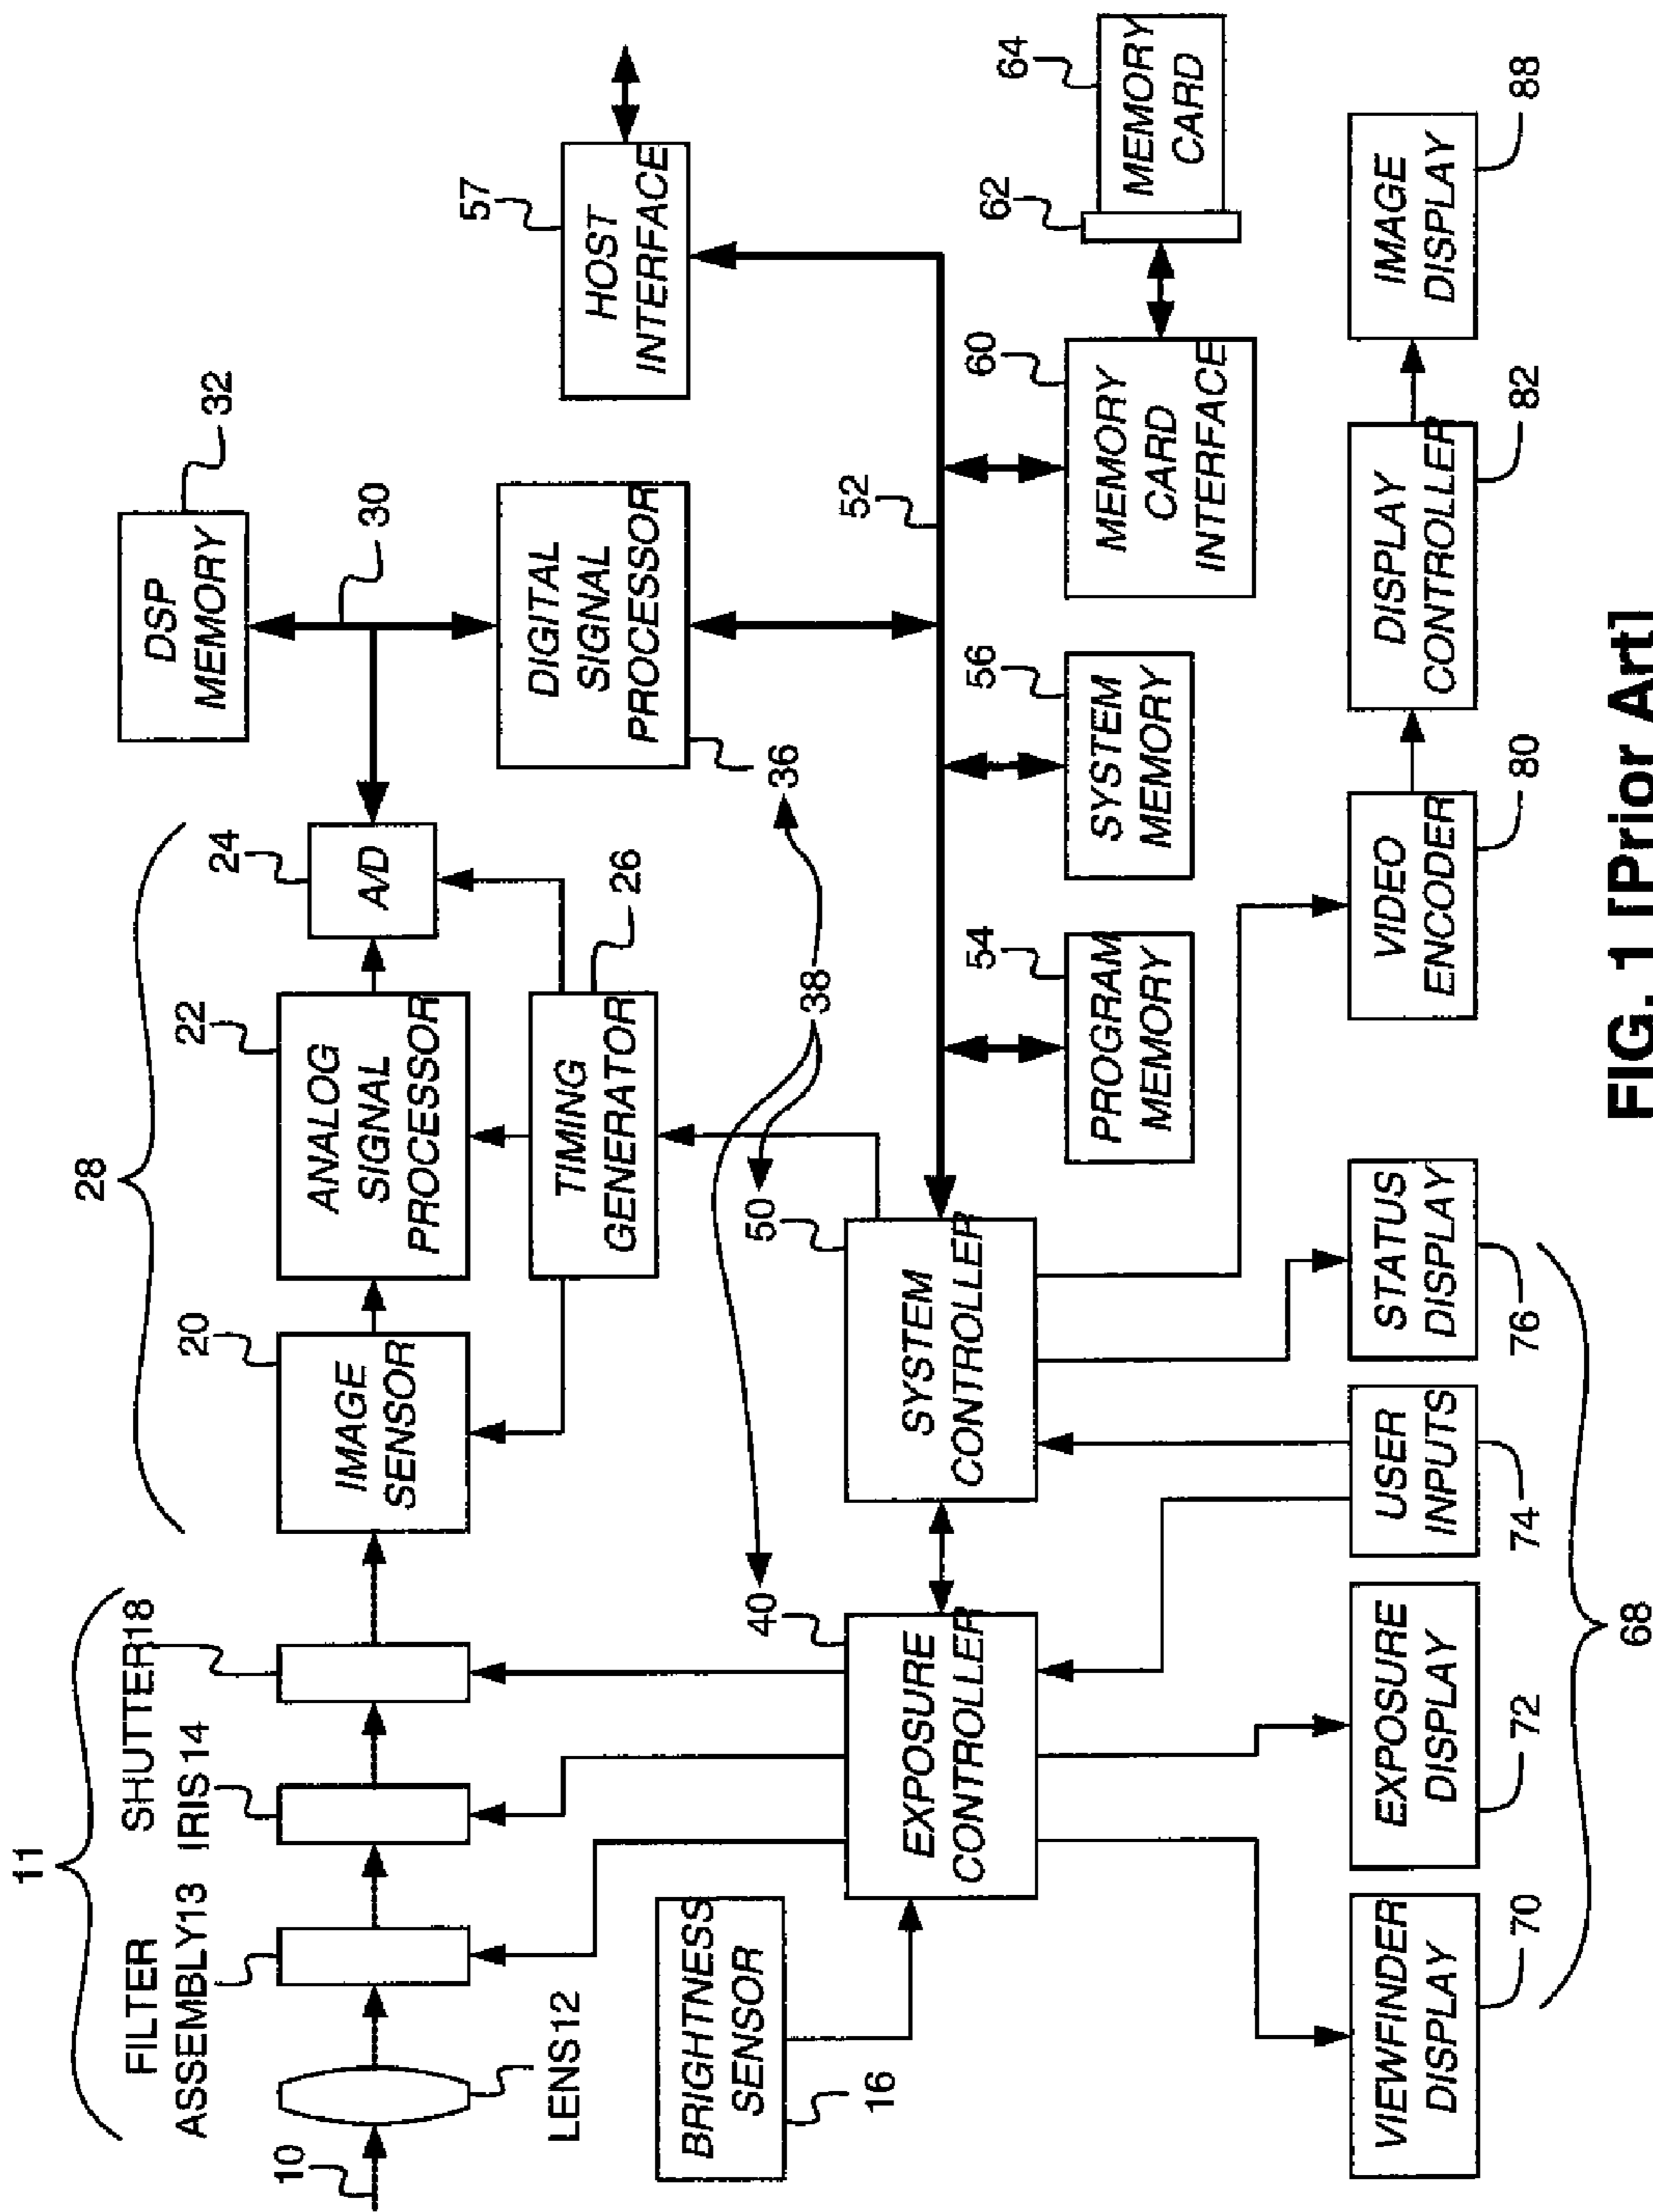 11
FILTER
ASSEMBLY13
IRIS14
SHUTTER18
10
LENS12
28
20
IMAGE
SENSOR
22
ANALOG
SIGNAL
PROCESSOR
24
A/D
TIMING
GENERATOR
26
DSP
MEMORY
32
30
DIGITAL
SIGNAL
PROCESSOR
36
38
57
HOST
INTERFACE
BRIGHTNESS
SENSOR
16
40
EXPOSURE
CONTROLLER
50
SYSTEM
CONTROLLER
52
54
PROGRAM
MEMORY
56
SYSTEM
MEMORY
60
MEMORY
CARD
INTERFACE
62
64
MEMORY
CARD
VIEWFINDER
DISPLAY
70
EXPOSURE
DISPLAY
72
USER
INPUTS
74
STATUS
DISPLAY
76
68
VIDEO
ENCODER
80
DISPLAY
CONTROLLER
82
IMAGE
DISPLAY
88
FIG. 1 [Prior Art]